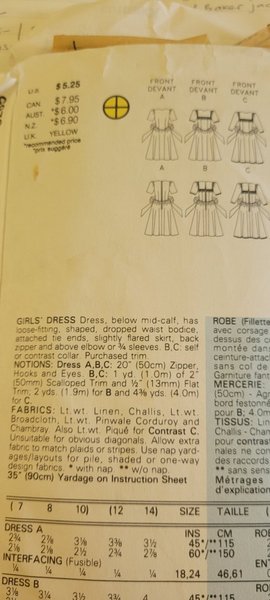 U.S. $ 5.25
CAN. $ 7.95
AUST. *$ 6.00
N.Z. *$ 6.90
U.K. YELLOW
*recommended price
*prix suggéré
FRONT DEVANT A
FRONT DEVANT B
FRONT DEVANT C
A B C
GIRLS' DRESS Dress, below mid-calf, has
loose-fitting, shaped, dropped waist bodice,
attached tie ends, slightly flared skirt, back
zipper and above elbow or ¾ sleeves. B,C: self
or contrast collar. Purchased trim.
NOTIONS: Dress A,B,C: 20" (50cm) Zipper,
Hooks and Eyes. B,C: 1 yd. (1.0m) of 2"
(50mm) Scalloped Trim and ½" (13mm) Flat
Trim; 2 yds. (1.9m) for B and 4⅜ yds. (4.0m)
for C.
FABRICS: Lt. wt. Linen, Challis, Lt. wt.
Broadcloth, Lt. wt. Pinwale Corduroy and
Chambray. Also Lt. wt. Piqué for Contrast C.
Unsuitable for obvious diagonals. Allow extra
fabric to match plaids or stripes. Use nap yard-
ages/layouts for pile, shaded or one-way
design fabrics. * with nap. ** w/o nap.
35" (90cm) Yardage on Instruction Sheet
ROBE (Fillette
avec corsage
dessus des c
montée dan
ceinture-attach
sans col de
Garniture fant
MERCERIE:
(50cm) - Ag
bord festonné
pour B; 4.0m
TISSUS: Lin
Challis - Cham
pour contrast
naies ne con
des raccords
** sans sens
Métrages
d'explication
( 7 8 10) (12 14) SIZE TAILLE (
DRESS A INS CM RO
2¾ 2⅞ 3⅛ 3⅜ 3½ 45*/** 115
2⅛ 2⅛ 2½ 2¾ 2⅞ 60*/** 150
INTERFACING (Fusible) EN
¼ ¼ ¼ ¼ ¼ 18,24 46,61
DRESS B RO